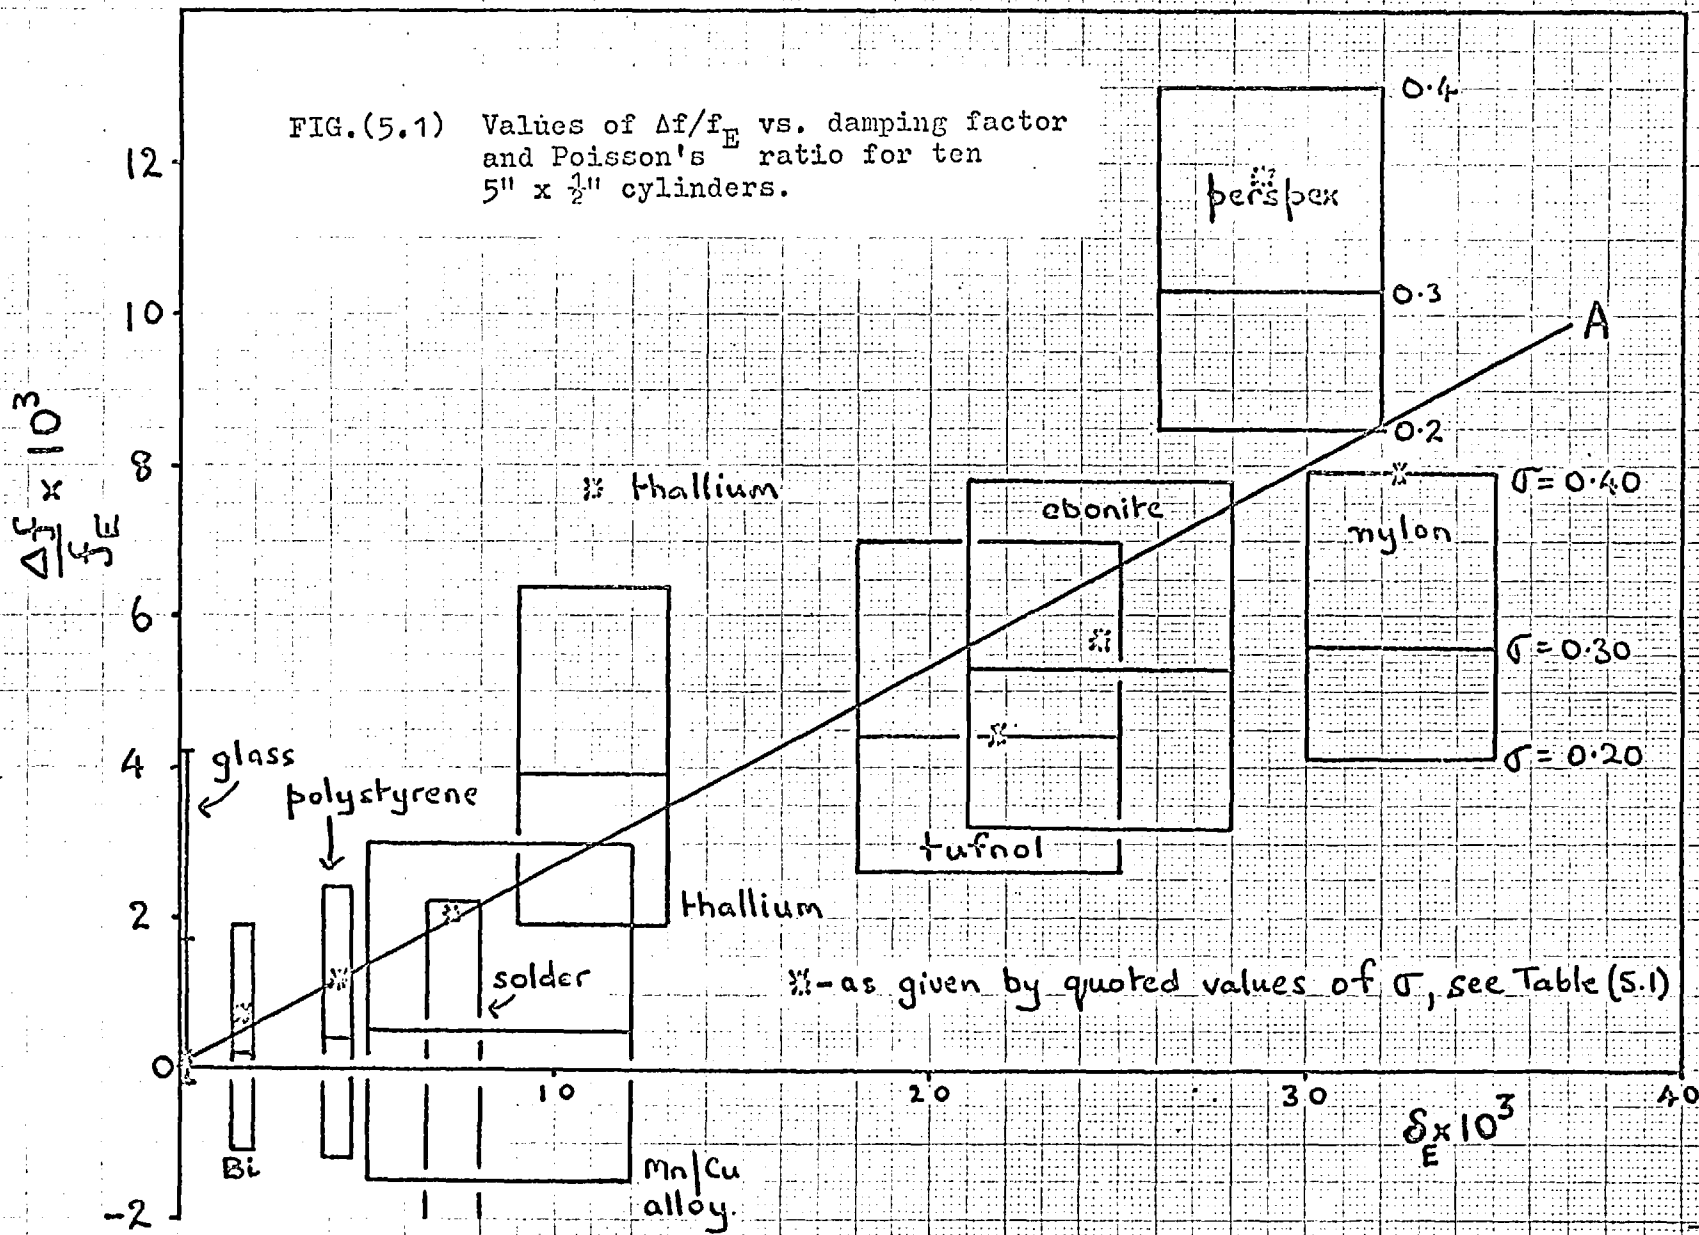 FIG.(5.1) Values of Δf/f_E vs. damping factor
and Poisson's ratio for ten
5" x ½" cylinders.
12
10
8
6
4
2
0
-2
Δf/f_E x 10³
0.4
perspex
0.3
A
0.2
thallium
ebonite
σ = 0.40
nylon
σ = 0.30
σ = 0.20
glass
polystyrene
tufnol
thallium
solder
-as given by quoted values of σ, see Table (5.1)
10
20
30
40
δ_E x 10³
Bi
Mn/Cu
alloy.